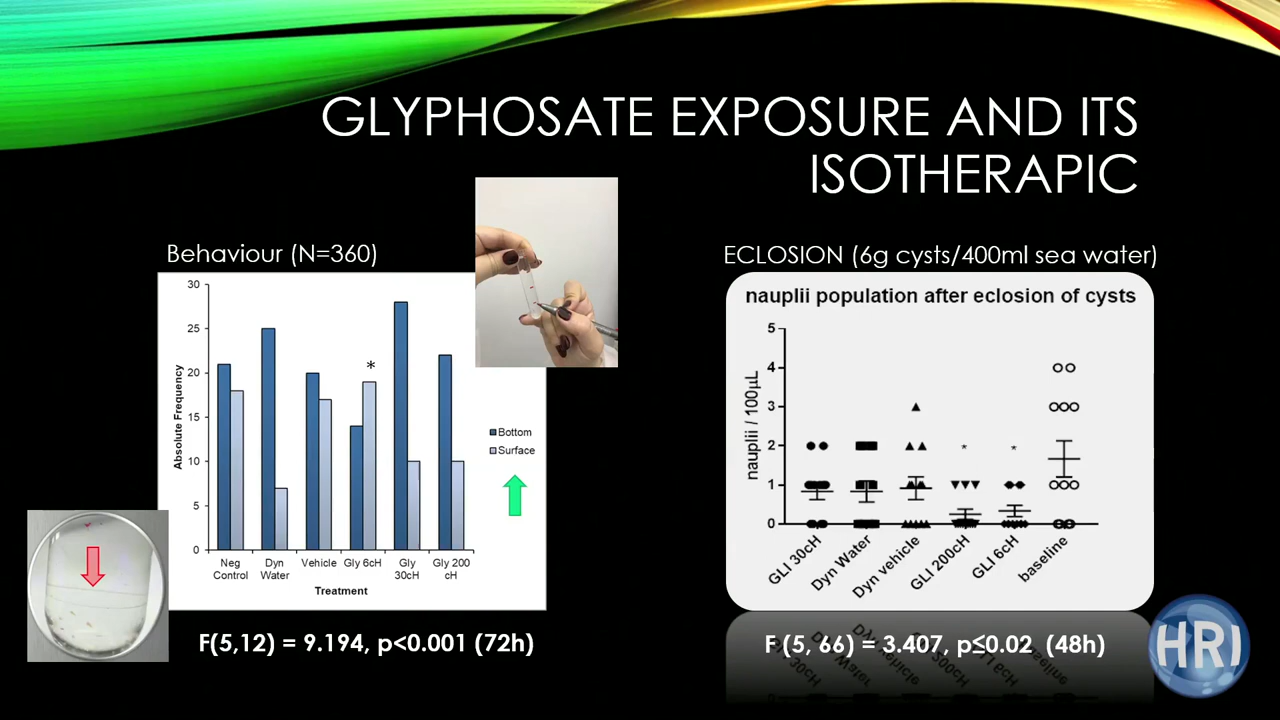 GLYPHOSATE EXPOSURE AND ITS
ISOTHERAPIC
Behaviour (N=360)
30
25
20
15
10
5
0
Absolute Frequency
*
Neg Control
Dyn Water
Vehicle
Gly 6cH
Gly 30cH
Gly 200 cH
Treatment
Bottom
Surface
F(5,12) = 9.194, p<0.001 (72h)
ECLOSION (6g cysts/400ml sea water)
nauplii population after eclosion of cysts
5
4
3
2
1
0
nauplii / 100µL
*
*
GLI 30cH
Dyn Water
Dyn vehicle
GLI 200cH
GLI 6cH
baseline
F (5, 66) = 3.407, p≤0.02 (48h)
HRI